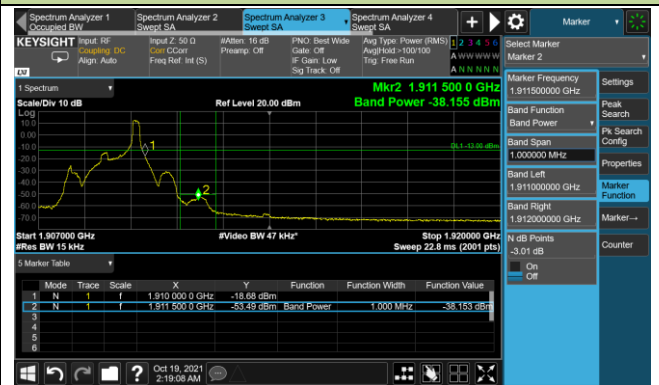 Spectrum Analyzer 1
Occupied BW
Spectrum Analyzer 2
Swept SA
Spectrum Analyzer 3
Swept SA
Spectrum Analyzer 4
Swept SA
Marker
KEYSIGHT
Input: RF
Coupling: DC
Align: Auto
Input Z: 50 Ω
Corr CCorr
Freq Ref: Int (S)
#Atten: 16 dB
Preamp: Off
PNO: Best Wide
Gate: Off
IF Gain: Low
Sig Track: Off
Avg Type: Power (RMS)
Avg|Hold:>100/100
Trig: Free Run
1 2 3 4 5 6
A W W W W W
A N N N N N
LXI
1 Spectrum
Scale/Div 10 dB
Ref Level 20.00 dBm
Mkr2 1.911 500 0 GHz
Band Power -38.155 dBm
Log
10.0
0.00
-10.0
-20.0
-30.0
-40.0
-50.0
-60.0
-70.0
DL1 -13.00 dBm
1
2
Start 1.907000 GHz
#Res BW 15 kHz
#Video BW 47 kHz*
Stop 1.920000 GHz
Sweep 22.8 ms (2001 pts)
5 Marker Table
Mode Trace Scale X Y Function Function Width Function Value
1 N 1 f 1.910 000 0 GHz -18.68 dBm
2 N 1 f 1.911 500 0 GHz -53.49 dBm Band Power 1.000 MHz -38.153 dBm
3
4
5
6
Select Marker
Marker 2
Marker Frequency
1.911500000 GHz
Band Function
Band Power
Band Span
1.000000 MHz
Band Left
1.911000000 GHz
Band Right
1.912000000 GHz
N dB Points
-3.01 dB
On
Off
Settings
Peak
Search
Pk Search
Config
Properties
Marker
Function
Marker→
Counter
?
Oct 19, 2021
2:19:08 AM